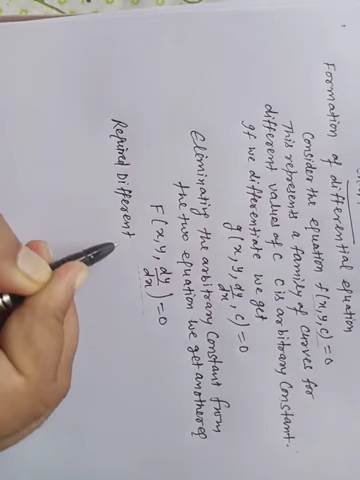 Formation of differential equation
Consider the equation f(x,y,c)=0
This represents a family of curves for
different values of C C is arbitrary Constant.
If we differentiate we get
g(x,y,dy/dx,c)=0
Eliminating the arbitrary Constant from
the two equation we get another eq
F(x,y,dy/dx)=0
Required Different